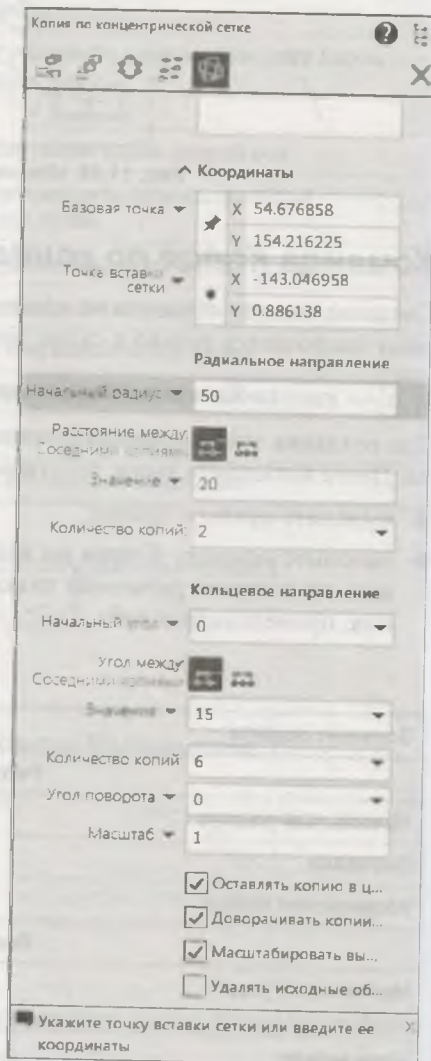 Копия по концентрической сетке
Координаты
Базовая точка
X 54.676858
Y 154.216225
Точка вставки
сетки
X -143.046958
Y 0.886138
Радиальное направление
Начальный радиус
50
Расстояние между
Соседними копиями
Значение
20
Количество копий:
2
Кольцевое направление
Начальный угол
0
Угол между
Соседними копиями
Значение
15
Количество копий
6
Угол поворота
0
Масштаб
1
Оставлять копию в ц...
Доворачивать копии...
Масштабировать вы...
Удалять исходные об...
Укажите точку вставки сетки или введите ее
координаты